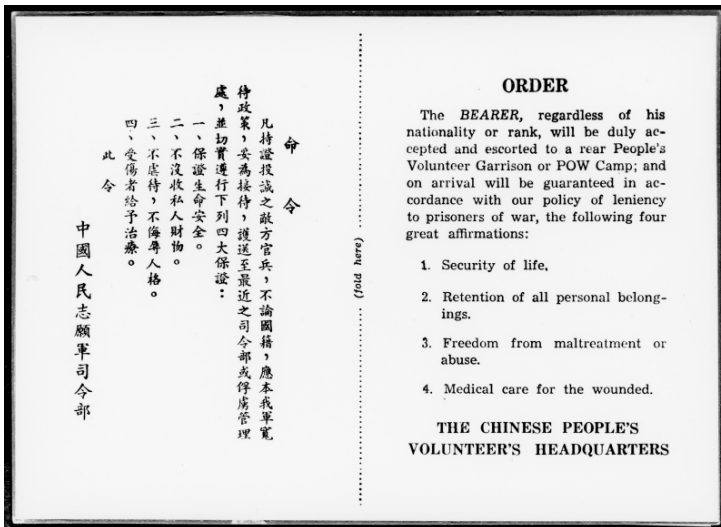 命令
凡持證投誠之敵方官兵，不論國籍，應本我軍寬
待政策，妥為接待，護送至最近之司令部或俘虜管理
處，並切實遵行下列四大保證：
一、保證生命安全。
二、不沒收私人財物。
三、不虐待，不侮辱人格。
四、受傷者給予治療。
此令
中國人民志願軍司令部
(fold here)
ORDER
The BEARER, regardless of his
nationality or rank, will be duly ac-
cepted and escorted to a rear People's
Volunteer Garrison or POW Camp; and
on arrival will be guaranteed in ac-
cordance with our policy of leniency
to prisoners of war, the following four
great affirmations:
1. Security of life.
2. Retention of all personal belong-
ings.
3. Freedom from maltreatment or
abuse.
4. Medical care for the wounded.
THE CHINESE PEOPLE'S
VOLUNTEER'S HEADQUARTERS